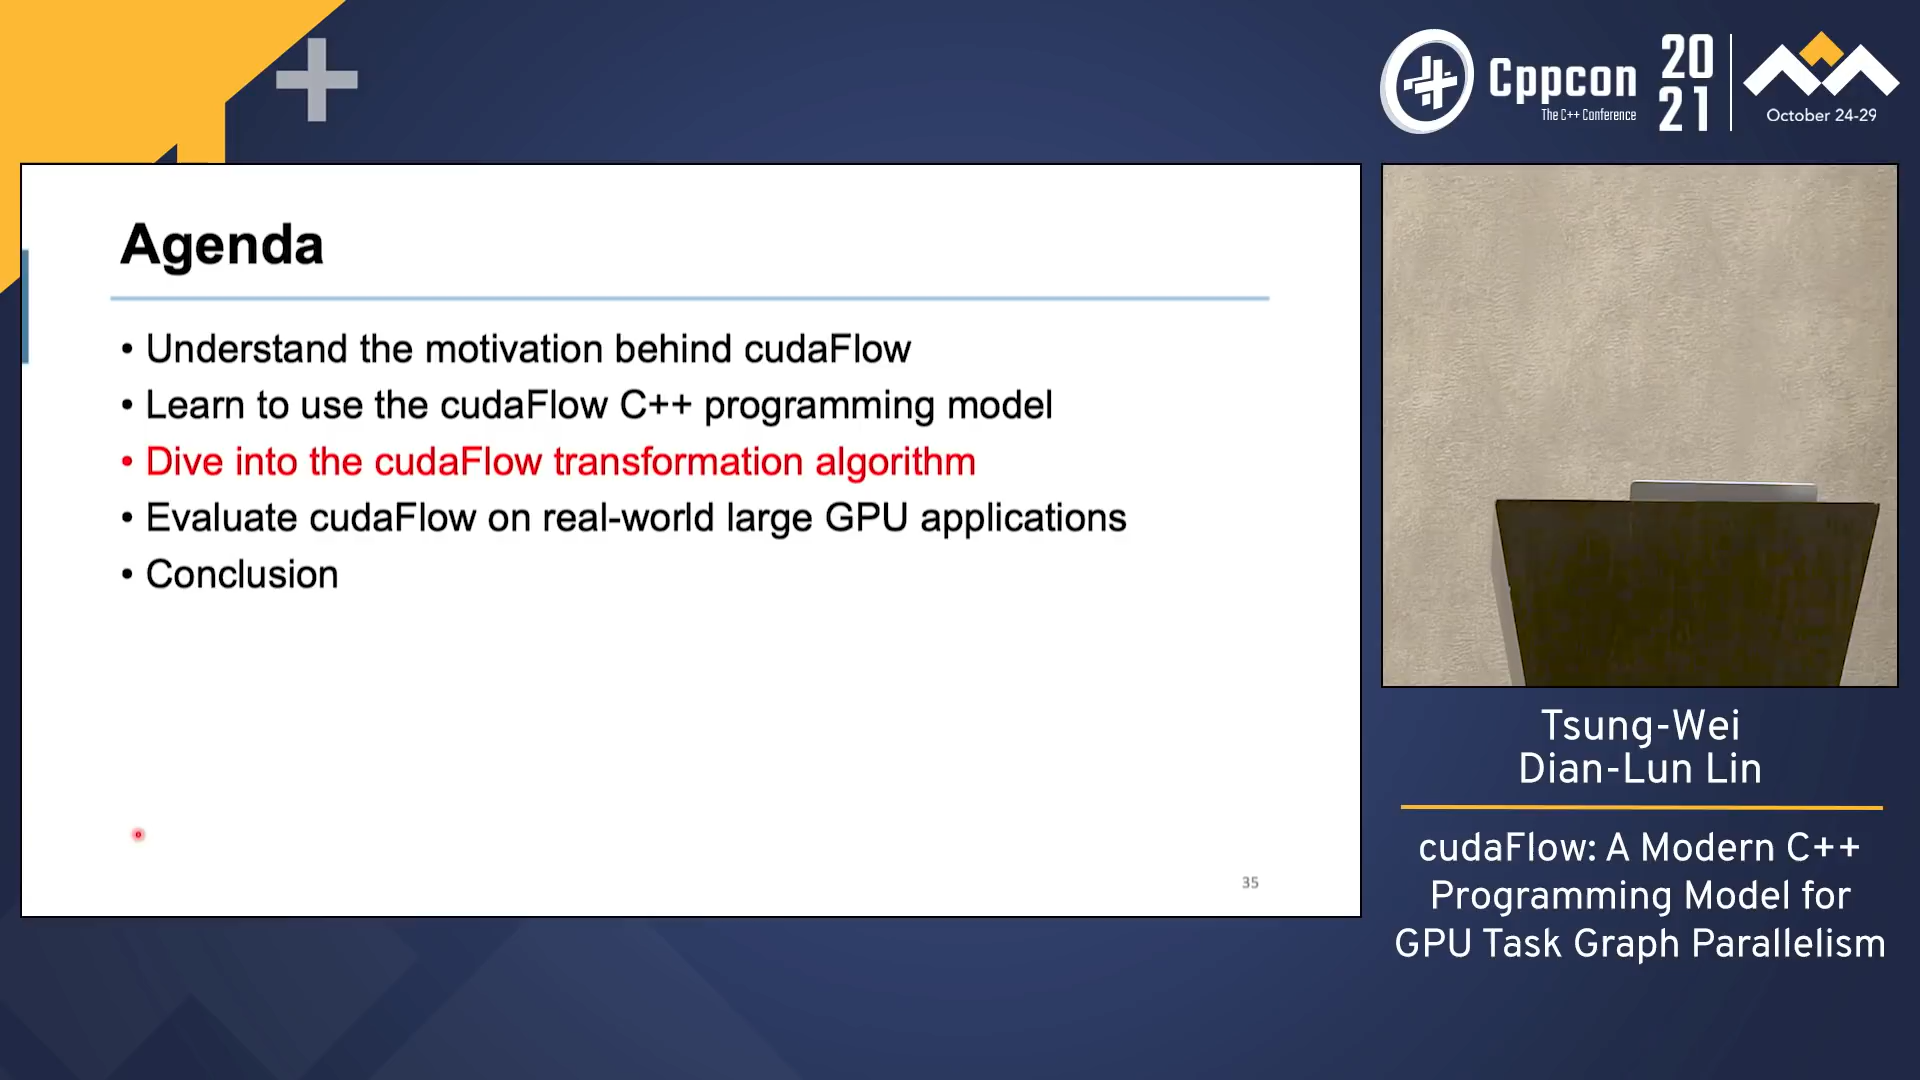 Cppcon
The C++ Conference
20
21
October 24-29
Agenda
• Understand the motivation behind cudaFlow
• Learn to use the cudaFlow C++ programming model
• Dive into the cudaFlow transformation algorithm
• Evaluate cudaFlow on real-world large GPU applications
• Conclusion
35
Tsung-Wei
Dian-Lun Lin
cudaFlow: A Modern C++
Programming Model for
GPU Task Graph Parallelism